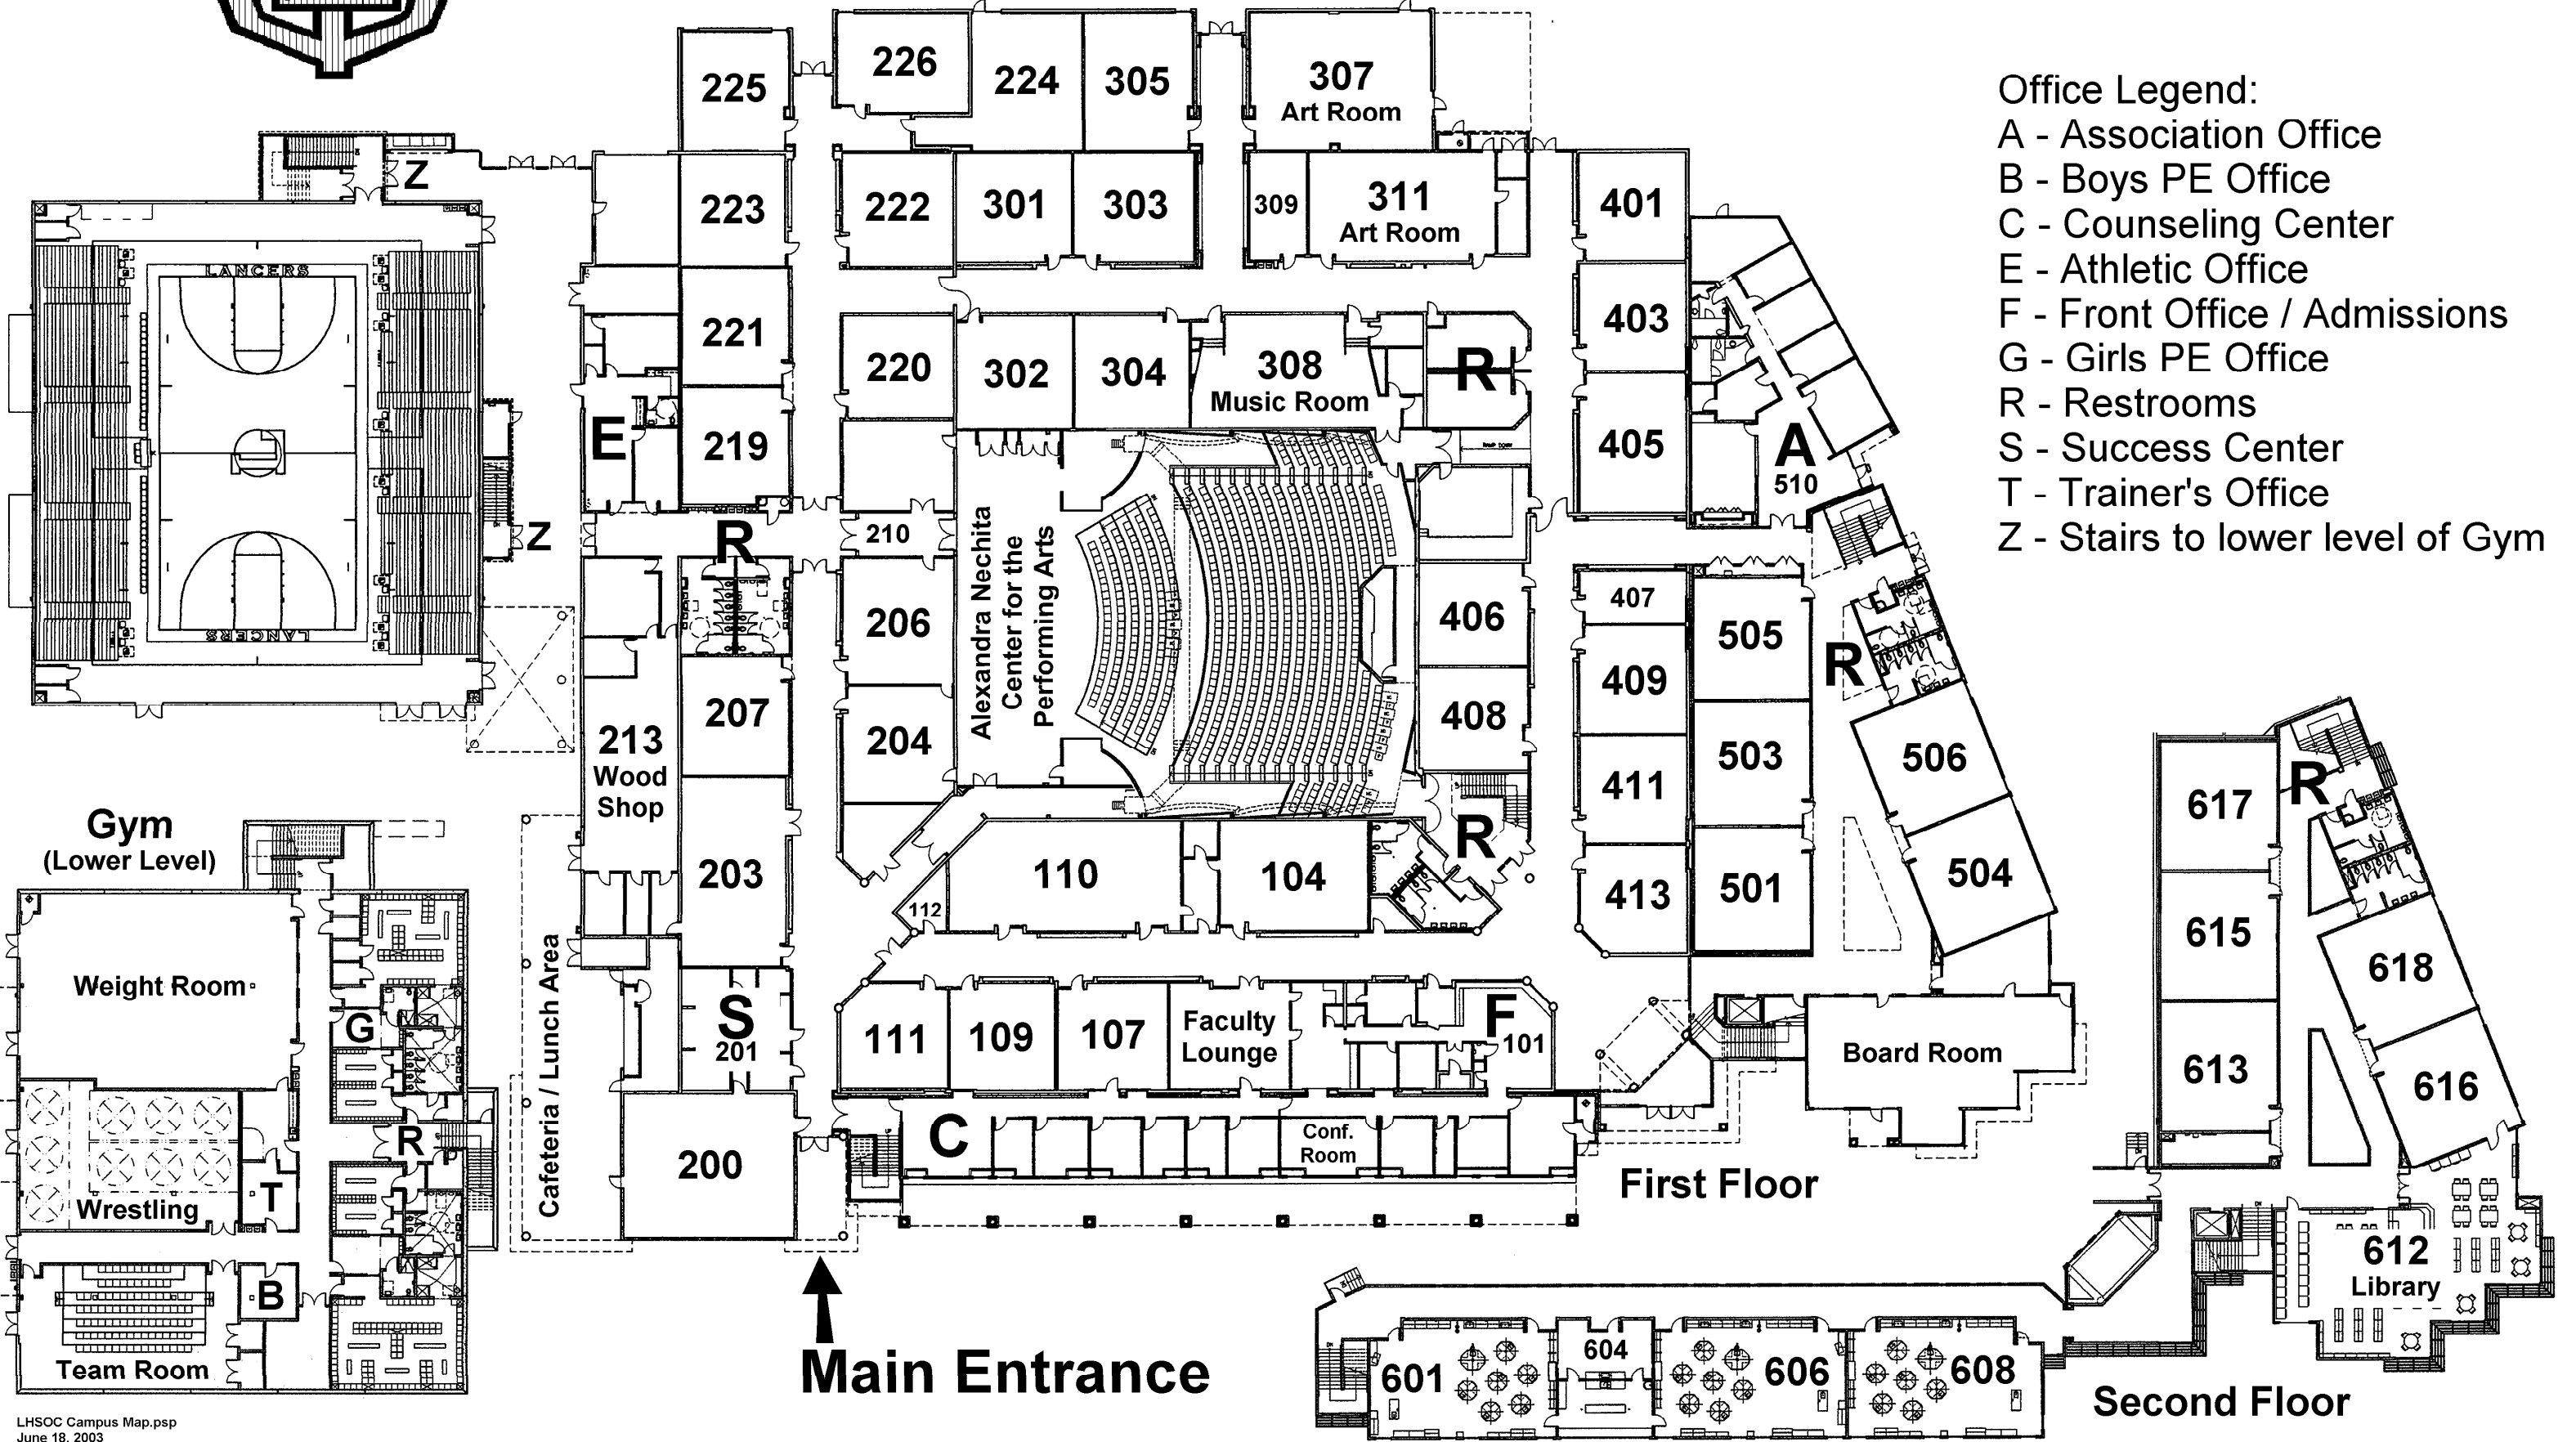 225
226
224
305
307
Art Room
Office Legend:
A - Association Office
B - Boys PE Office
C - Counseling Center
E - Athletic Office
F - Front Office / Admissions
G - Girls PE Office
R - Restrooms
S - Success Center
T - Trainer's Office
Z - Stairs to lower level of Gym
Z
223
222
301
303
309
311
Art Room
401
LANCERS
221
220
302
304
308
Music Room
R
403
E
219
405
A
510
Z
R
210
Alexandra Nechita
Center for the
Performing Arts
LANCERS
206
406
407
505
R
207
204
408
409
503
506
213
Wood
Shop
411
617
R
Gym
(Lower Level)
203
110
104
R
112
413
501
504
615
618
Weight Room
G
Cafeteria / Lunch Area
S
201
111
109
107
Faculty
Lounge
F
101
Board Room
613
616
R
C
Conf.
Room
200
T
Wrestling
First Floor
612
Library
B
Team Room
Main Entrance
601
604
606
608
Second Floor
LHSOC Campus Map.psp
June 18, 2003